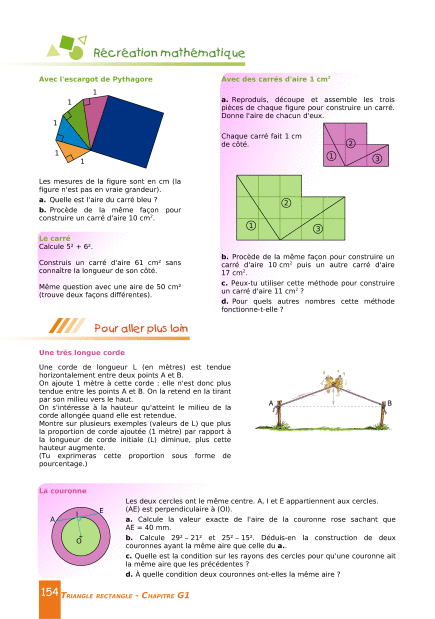 Récréation mathématique
Avec l'escargot de Pythagore
1
1
1
1
1
Les mesures de la figure sont en cm (la
figure n'est pas en vraie grandeur).
a. Quelle est l'aire du carré bleu ?
b. Procède de la même façon pour
construire un carré d'aire 10 cm².
Le carré
Calcule 5² + 6².
Construis un carré d'aire 61 cm² sans
connaître la longueur de son côté.
Même question avec une aire de 50 cm²
(trouve deux façons différentes).
Avec des carrés d'aire 1 cm²
a. Reproduis, découpe et assemble les trois
pièces de chaque figure pour construire un carré.
Donne l'aire de chacun d'eux.
Chaque carré fait 1 cm
de côté.
1
2
3
1
2
3
b. Procède de la même façon pour construire un
carré d'aire 10 cm² puis un autre carré d'aire
17 cm².
c. Peux-tu utiliser cette méthode pour construire
un carré d'aire 11 cm² ?
d. Pour quels autres nombres cette méthode
fonctionne-t-elle ?
Pour aller plus loin
Une très longue corde
Une corde de longueur L (en mètres) est tendue
horizontalement entre deux points A et B.
On ajoute 1 mètre à cette corde : elle n'est donc plus
tendue entre les points A et B. On la retend en la tirant
par son milieu vers le haut.
On s'intéresse à la hauteur qu'atteint le milieu de la
corde allongée quand elle est retendue.
Montre sur plusieurs exemples (valeurs de L) que plus
la proportion de corde ajoutée (1 mètre) par rapport à
la longueur de corde initiale (L) diminue, plus cette
hauteur augmente.
(Tu exprimeras cette proportion sous forme de
pourcentage.)
A
B
La couronne
A
I
E
O
Les deux cercles ont le même centre. A, I et E appartiennent aux cercles.
(AE) est perpendiculaire à (OI).
a. Calcule la valeur exacte de l'aire de la couronne rose sachant que
AE = 40 mm.
b. Calcule 29² – 21² et 25² – 15². Déduis-en la construction de deux
couronnes ayant la même aire que celle du a..
c. Quelle est la condition sur les rayons des cercles pour qu'une couronne ait
la même aire que les précédentes ?
d. À quelle condition deux couronnes ont-elles la même aire ?
154 Triangle rectangle - Chapitre G1